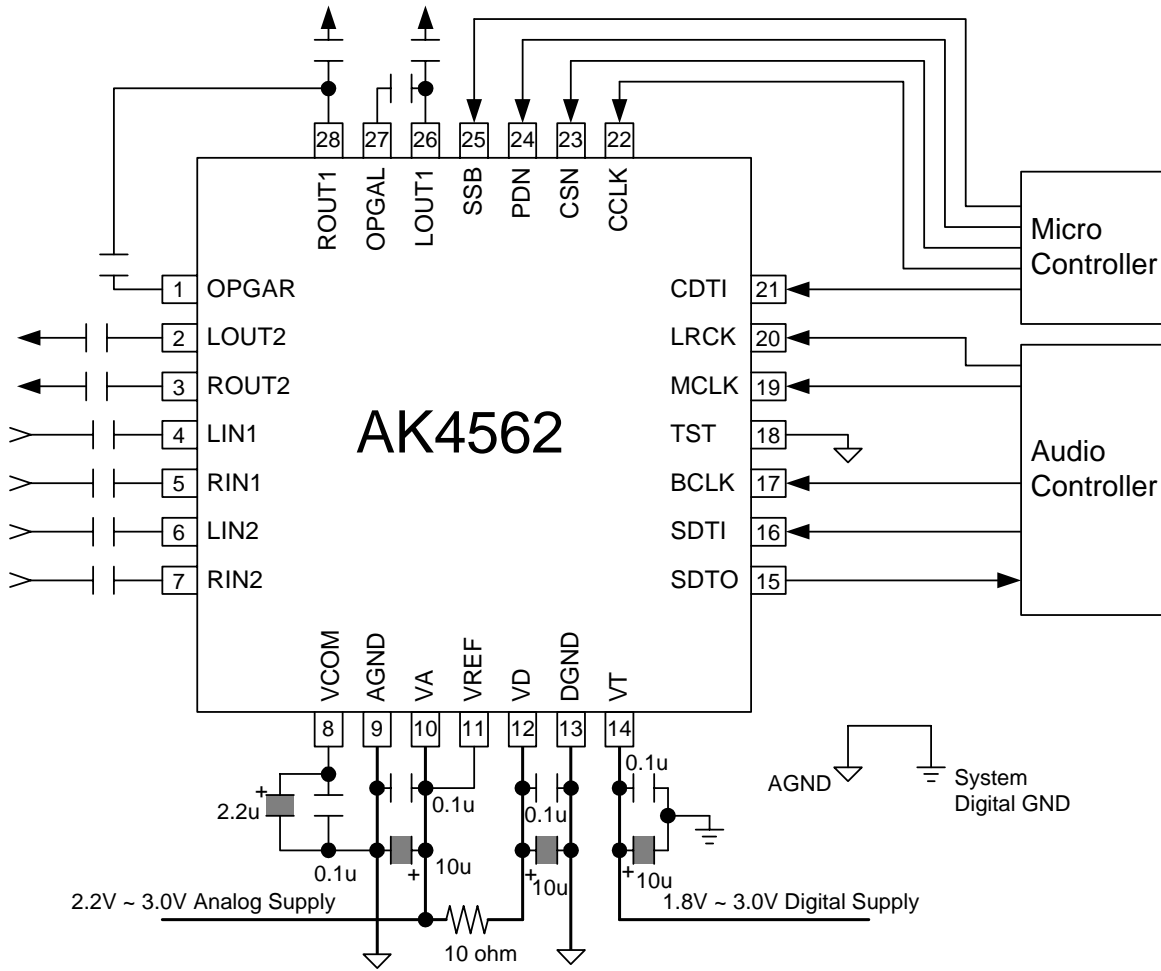 28
27
26
25
24
23
22
ROUT1
OPGAL
LOUT1
SSB
PDN
CSN
CCLK
Micro
Controller
1
OPGAR
CDTI
21
2
LOUT2
LRCK
20
3
ROUT2
MCLK
19
4
LIN1
AK4562
TST
18
Audio
Controller
5
RIN1
BCLK
17
6
LIN2
SDTI
16
7
RIN2
SDTO
15
VCOM
AGND
VA
VREF
VD
DGND
VT
8
9
10
11
12
13
14
+
2.2u
0.1u
0.1u
0.1u
0.1u
+
10u
+
10u
+
10u
AGND
System
Digital GND
2.2V ~ 3.0V Analog Supply
1.8V ~ 3.0V Digital Supply
10 ohm